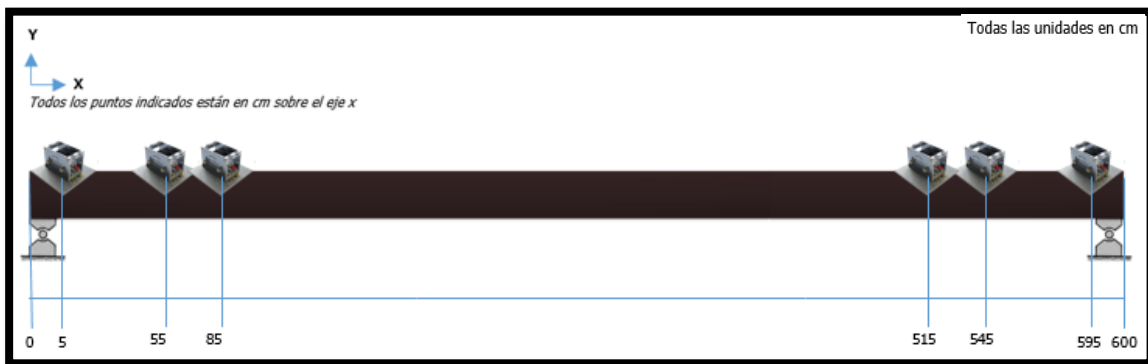 Todas las unidades en cm
Y
X
Todos los puntos indicados están en cm sobre el eje x
0 5 55 85 515 545 595 600